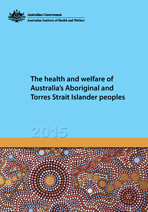 Australian Government
Australian Institute of Health and Welfare
The health and welfare of
Australia's Aboriginal and
Torres Strait Islander peoples
2015